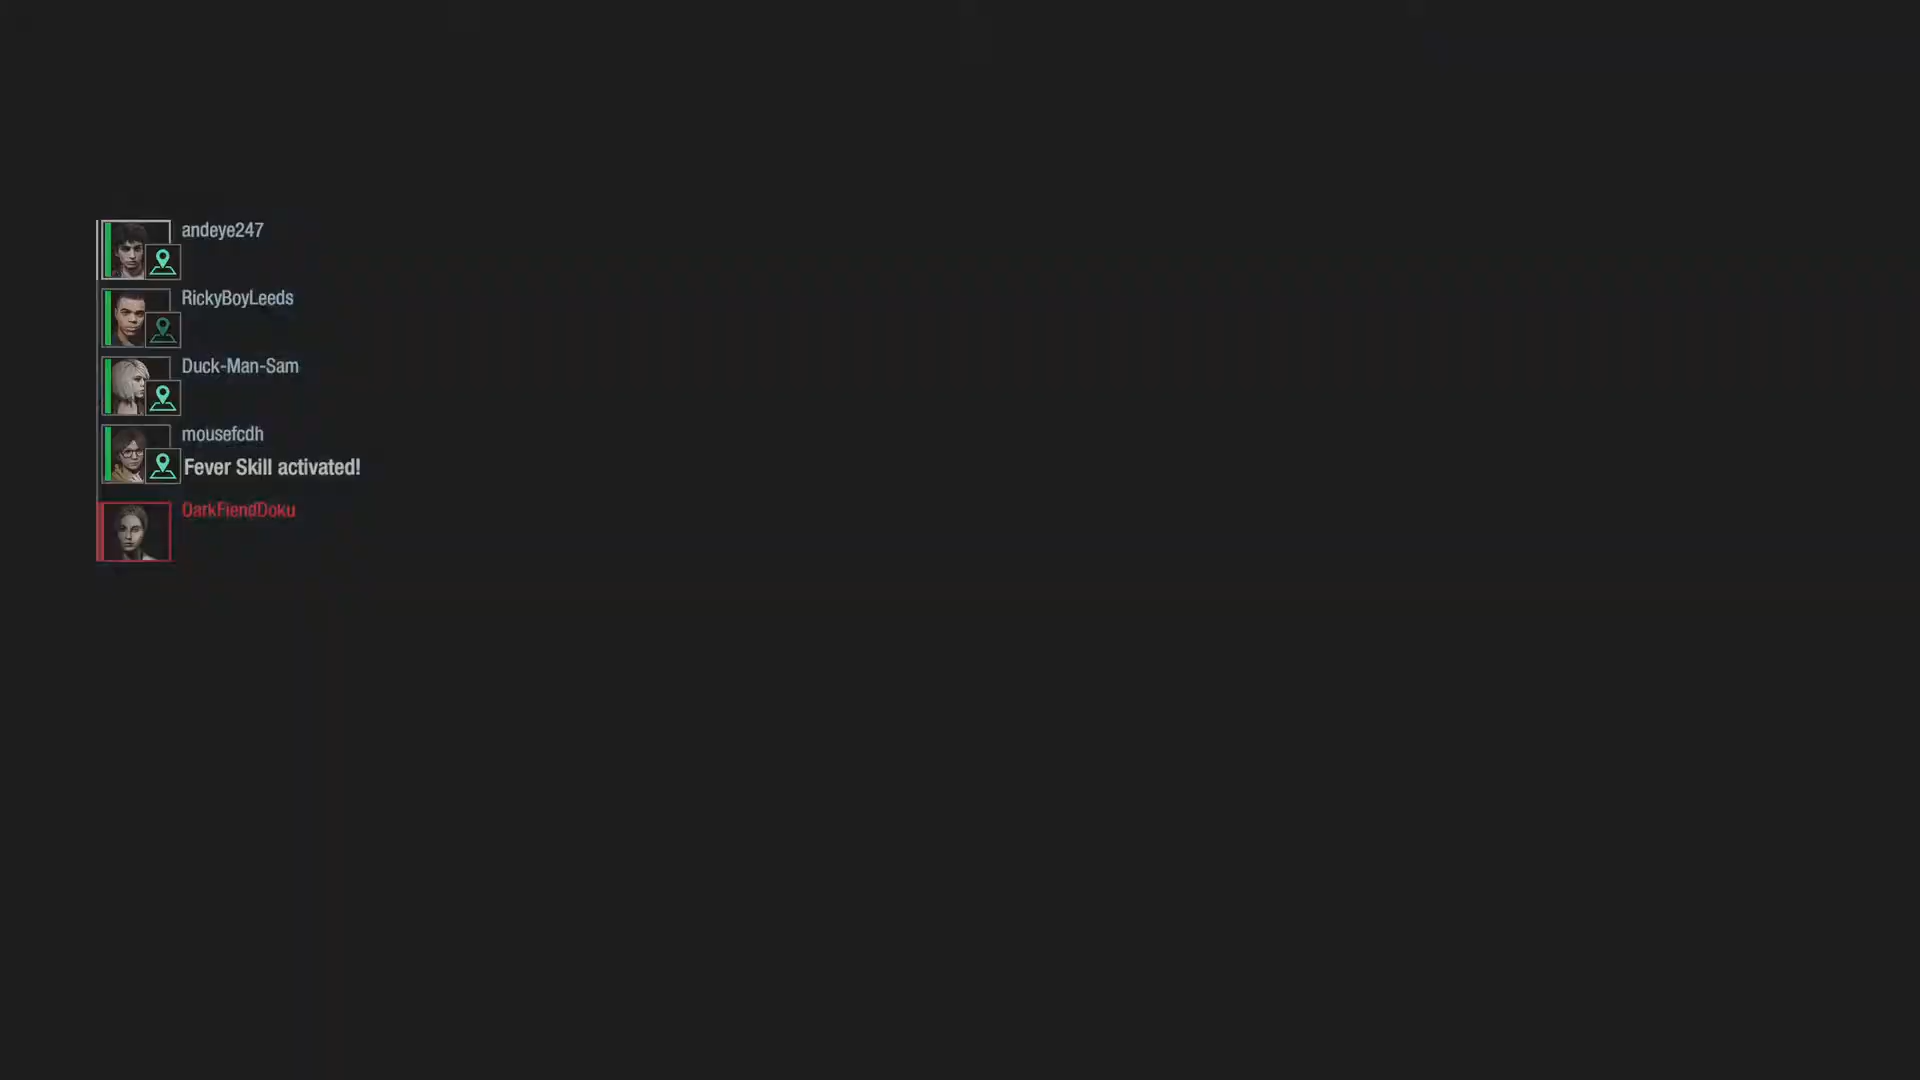 andeye247
RickyBoyLeeds
Duck-Man-Sam
mousefcdh
Fever Skill activated!
DarkFiendDoku